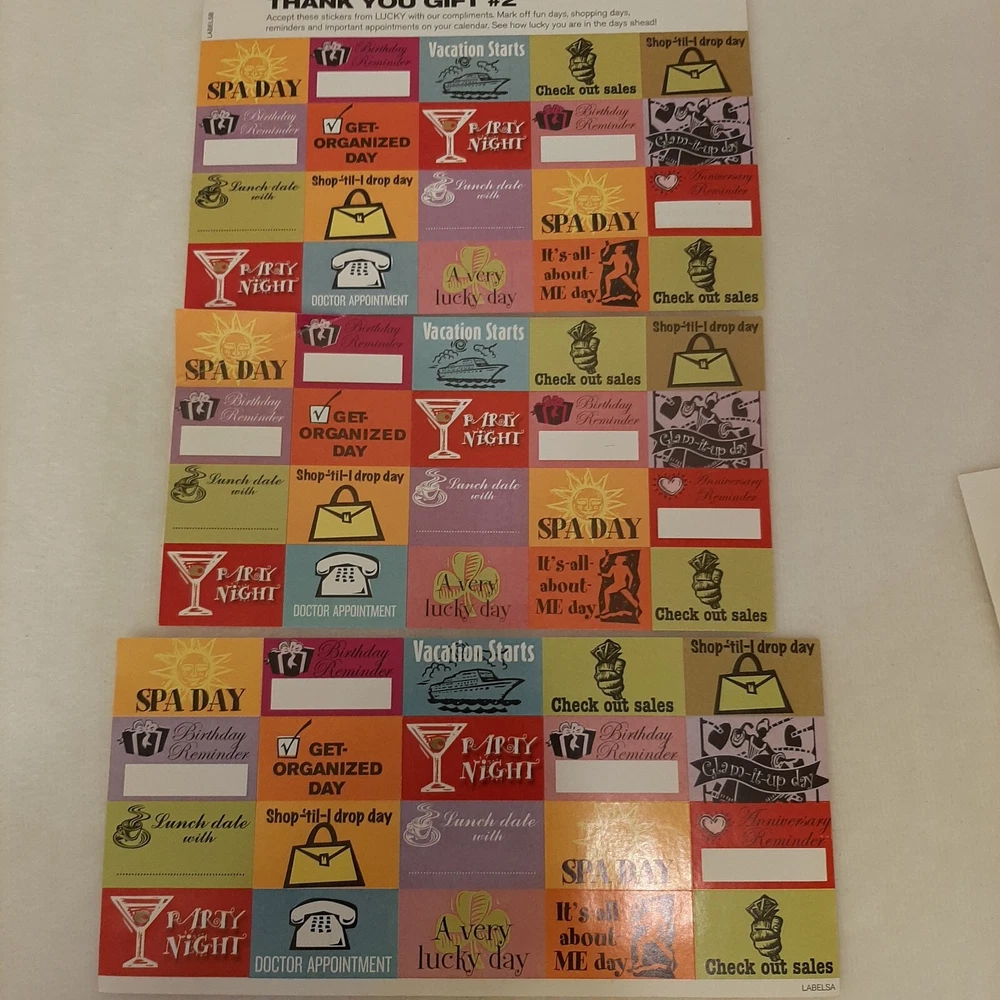 THANK YOU GIFT #2
Accept these stickers from LUCKY with our compliments. Mark off fun days, shopping days,
reminders and important appointments on your calendar. See how lucky you are in the days ahead!
LABELSB
SPA DAY
Birthday
Reminder
Vacation Starts
Check out sales
Shop-'til-I drop day
Birthday
Reminder
GET-
ORGANIZED
DAY
PARTY
NIGHT
Birthday
Reminder
Glam-it-up day
Lunch date
with
Shop-'til-I drop day
Lunch date
with
SPA DAY
Anniversary
Reminder
PARTY
NIGHT
DOCTOR APPOINTMENT
A very
lucky day
It's-all-
about-
ME day
Check out sales
SPA DAY
Birthday
Reminder
Vacation Starts
Check out sales
Shop-'til-I drop day
Birthday
Reminder
GET-
ORGANIZED
DAY
PARTY
NIGHT
Birthday
Reminder
Glam-it-up day
Lunch date
with
Shop-'til-I drop day
Lunch date
with
SPA DAY
Anniversary
Reminder
PARTY
NIGHT
DOCTOR APPOINTMENT
A very
lucky day
It's-all-
about-
ME day
Check out sales
SPA DAY
Birthday
Reminder
Vacation Starts
Check out sales
Shop-'til-I drop day
Birthday
Reminder
GET-
ORGANIZED
DAY
PARTY
NIGHT
Birthday
Reminder
Glam-it-up day
Lunch date
with
Shop-'til-I drop day
Lunch date
with
SPA DAY
Anniversary
Reminder
PARTY
NIGHT
DOCTOR APPOINTMENT
A very
lucky day
It's all
about
ME day
Check out sales
LABELSA